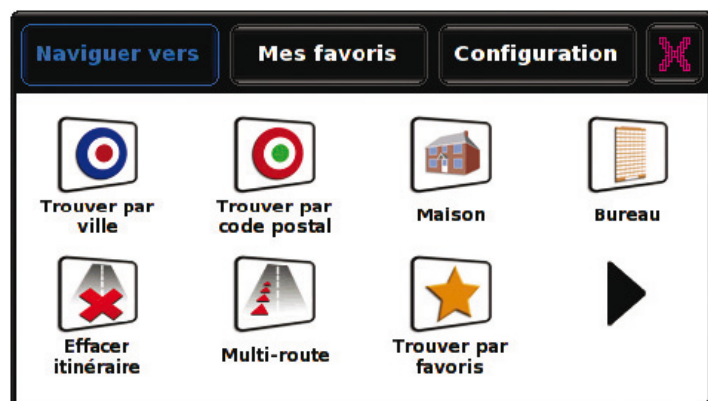 Naviguer vers
Mes favoris
Configuration
Trouver par
ville
Trouver par
code postal
Maison
Bureau
Effacer
itinéraire
Multi-route
Trouver par
favoris